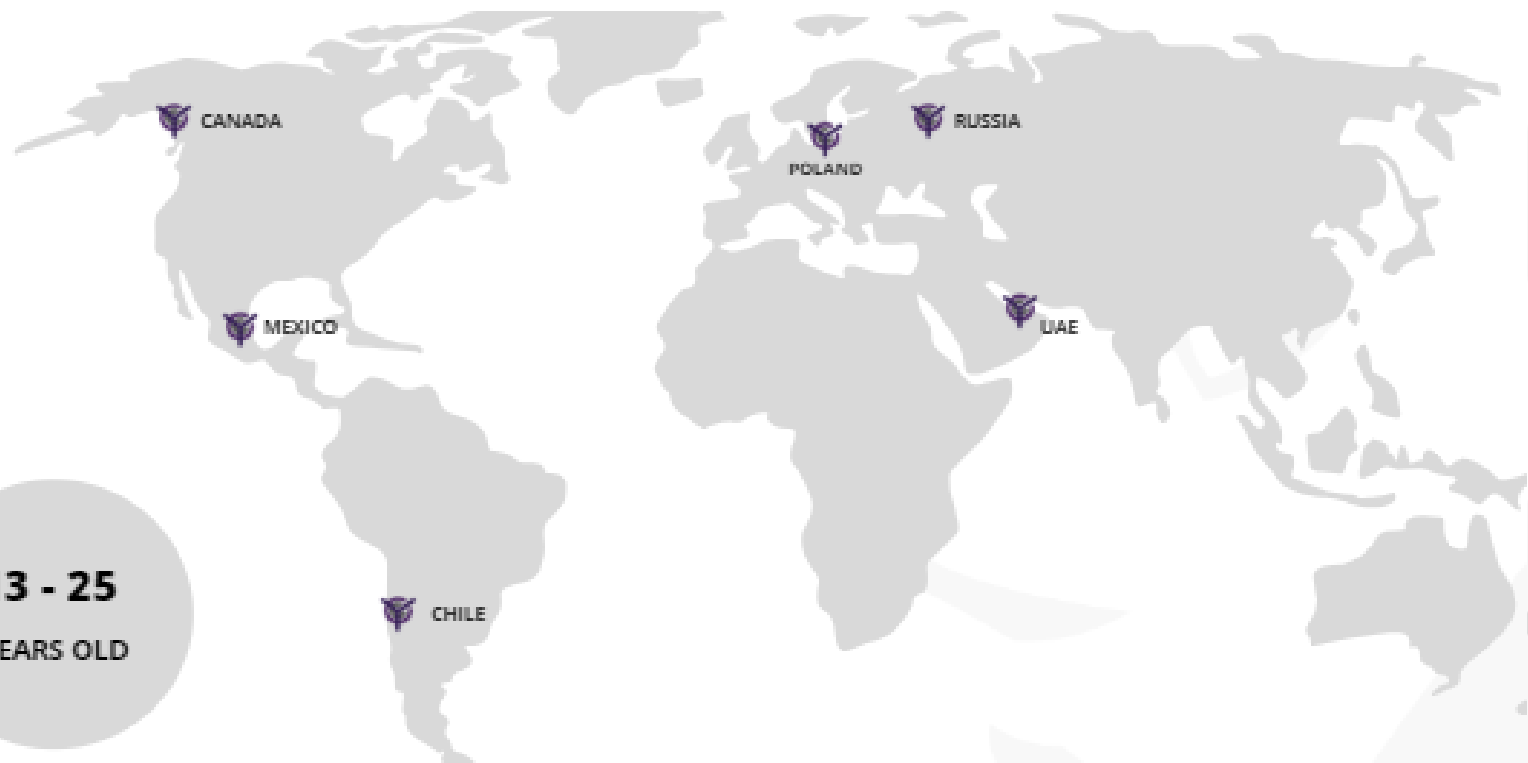 CANADA
RUSSIA
POLAND
MEXICO
UAE
3 - 25
EARS OLD
CHILE